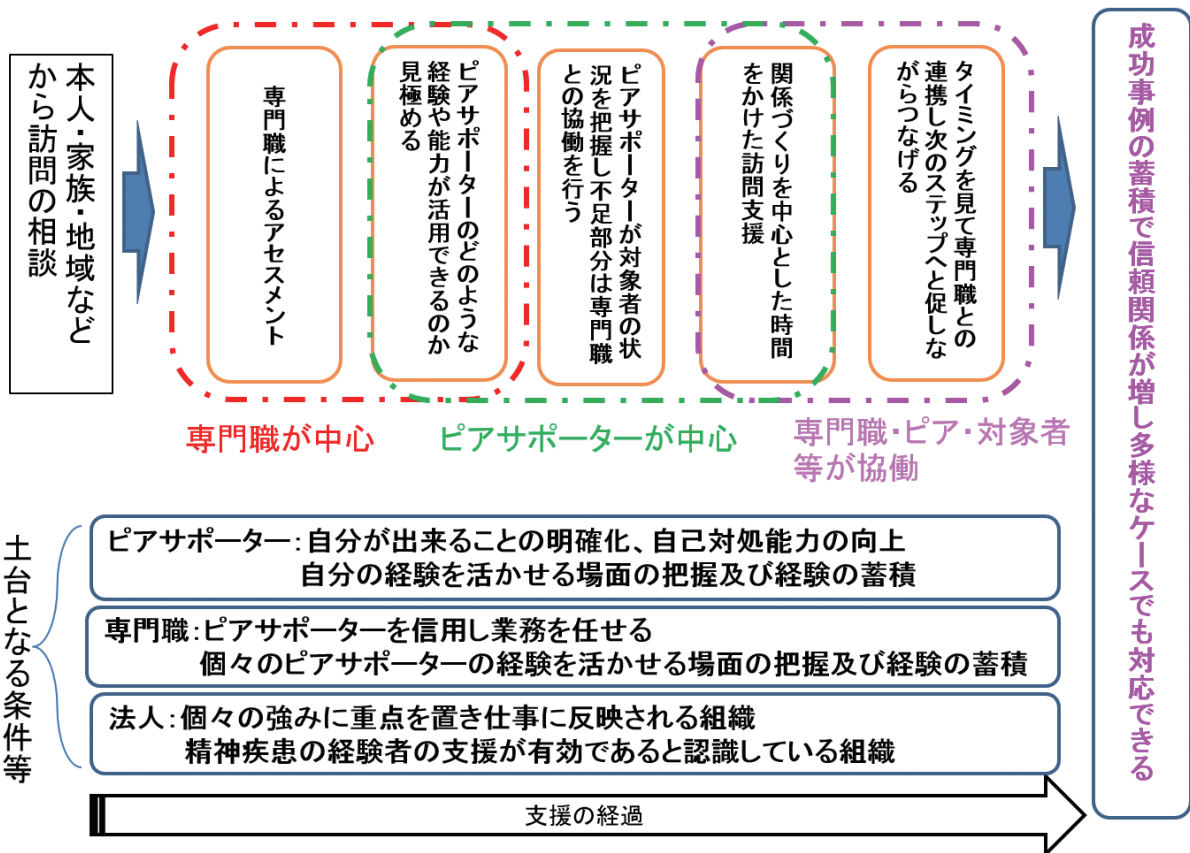 本人・家族・地域など
から訪問の相談
専門職によるアセスメント
ピアサポーターのどのような
経験や能力が活用できるのか
見極める
ピアサポーターが対象者の状
況を把握し不足部分は専門職
との協働を行う
関係づくりを中心とした時間
をかけた訪問支援
タイミングを見て専門職との
連携し次のステップへと促しな
がらつなげる
成功事例の蓄積で信頼関係が増し多様なケースでも対応できる
専門職が中心
ピアサポーターが中心
専門職・ピア・対象者
等が協働
土台となる条件等
ピアサポーター：自分が出来ることの明確化、自己対処能力の向上
自分の経験を活かせる場面の把握及び経験の蓄積
専門職：ピアサポーターを信用し業務を任せる
個々のピアサポーターの経験を活かせる場面の把握及び経験の蓄積
法人：個々の強みに重点を置き仕事に反映される組織
精神疾患の経験者の支援が有効であると認識している組織
支援の経過